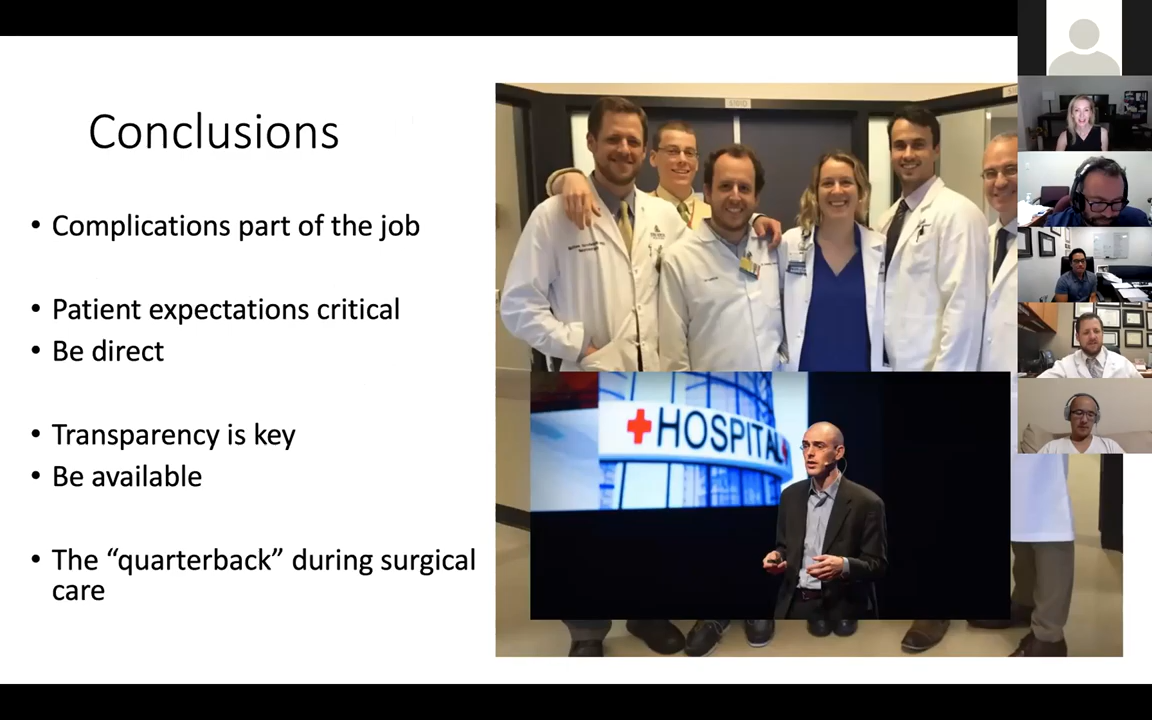 Conclusions
• Complications part of the job
• Patient expectations critical
• Be direct
• Transparency is key
• Be available
• The “quarterback” during surgical
care
HOSPITAL